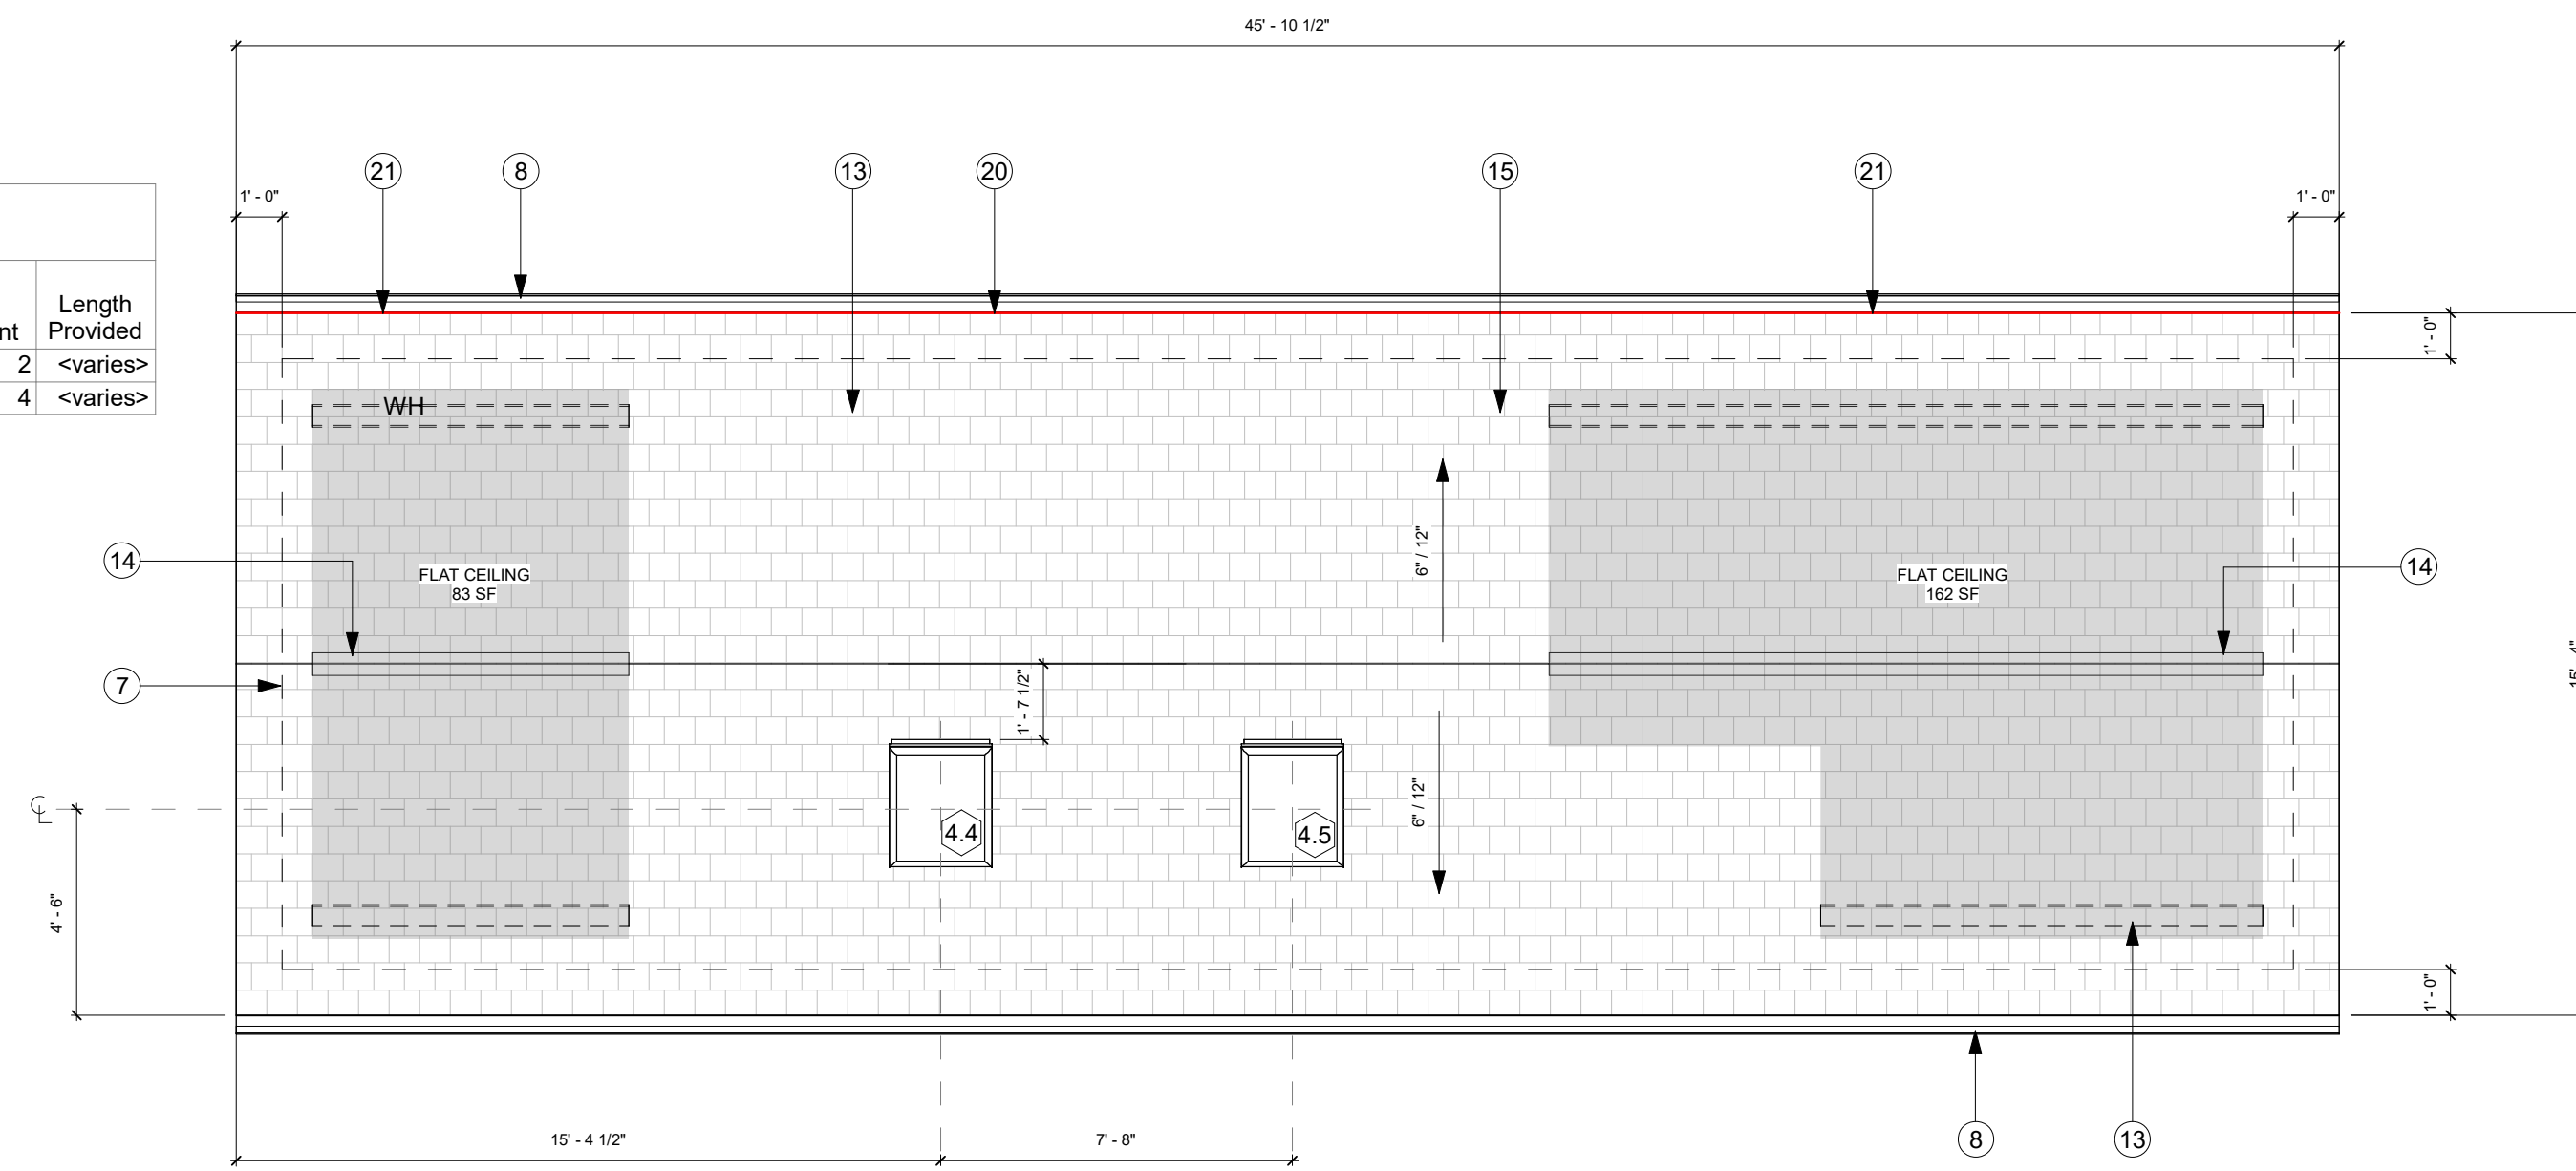 45' - 10 1/2"
21
8
13
20
15
21
1' - 0"
1' - 0"
Length
Provided
nt
2 <varies>
4 <varies>
1' - 0"
WH
6" / 12"
14
FLAT CEILING
83 SF
FLAT CEILING
162 SF
14
15' - 4"
7
1' - 7 1/2"
℄
6" / 12"
4.4
4.5
4' - 6"
1' - 0"
15' - 4 1/2"
7' - 8"
8
13